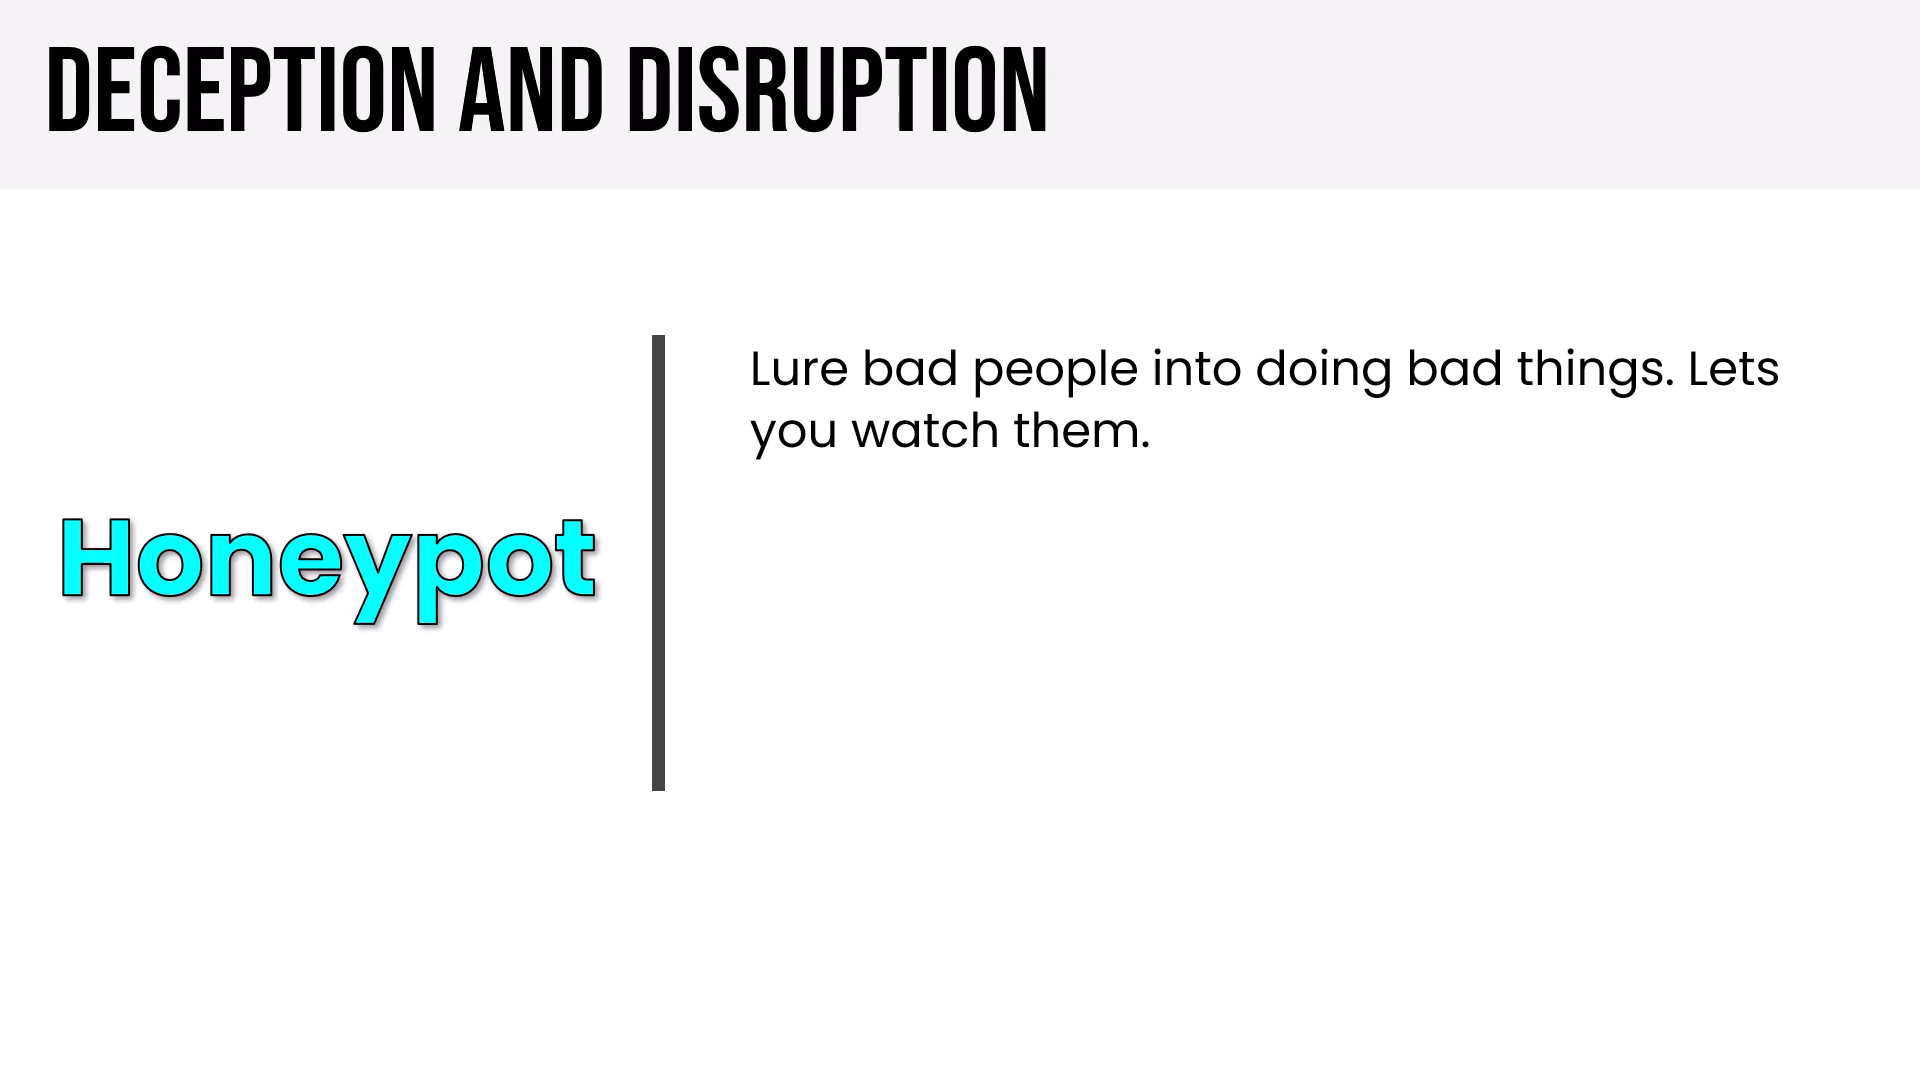 DECEPTION AND DISRUPTION
Honeypot
Lure bad people into doing bad things. Lets
you watch them.